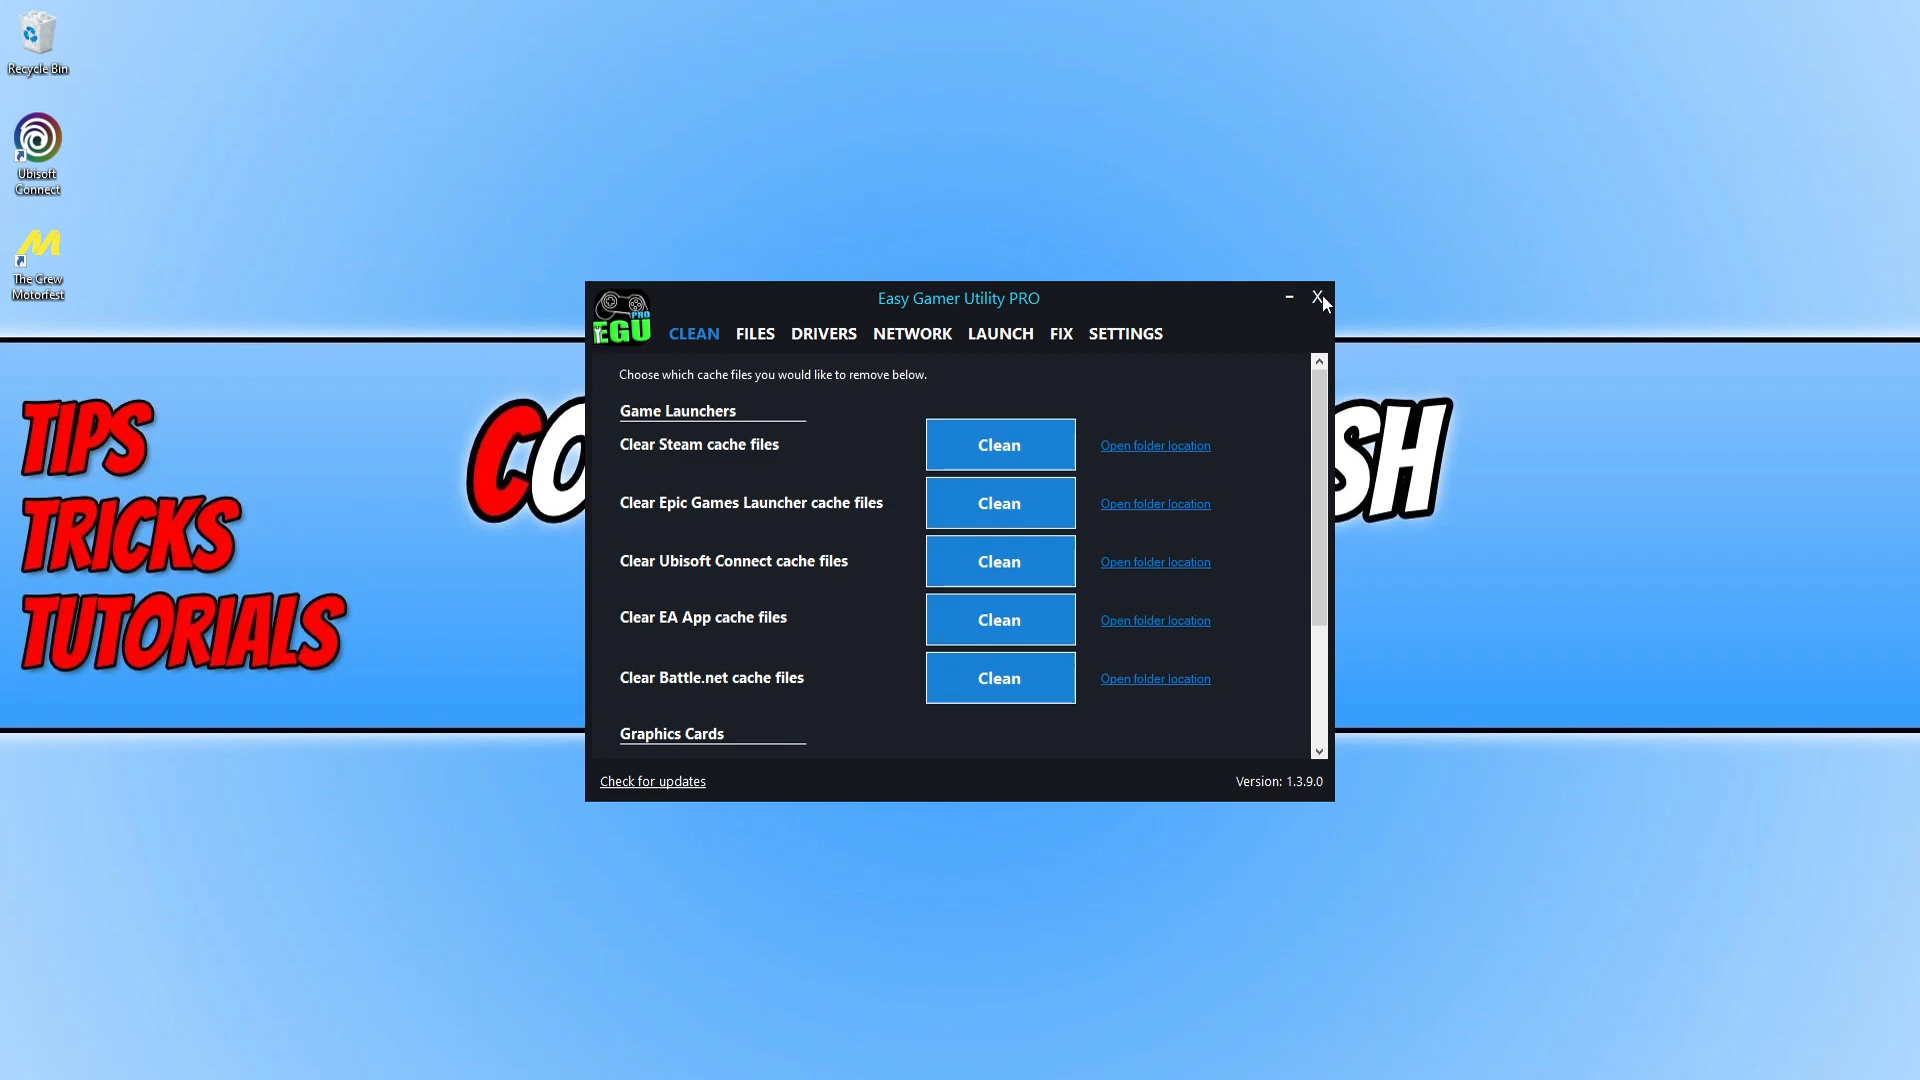 Recycle Bin
Ubisoft
Connect
The Crew
Motorfest
TIPS
TRICKS
TUTORIALS
CO
SH
Easy Gamer Utility PRO
- X
PRO
EGU
CLEAN FILES DRIVERS NETWORK LAUNCH FIX SETTINGS
Choose which cache files you would like to remove below.
Game Launchers
Clear Steam cache files Clean Open folder location
Clear Epic Games Launcher cache files Clean Open folder location
Clear Ubisoft Connect cache files Clean Open folder location
Clear EA App cache files Clean Open folder location
Clear Battle.net cache files Clean Open folder location
Graphics Cards
Check for updates Version: 1.3.9.0